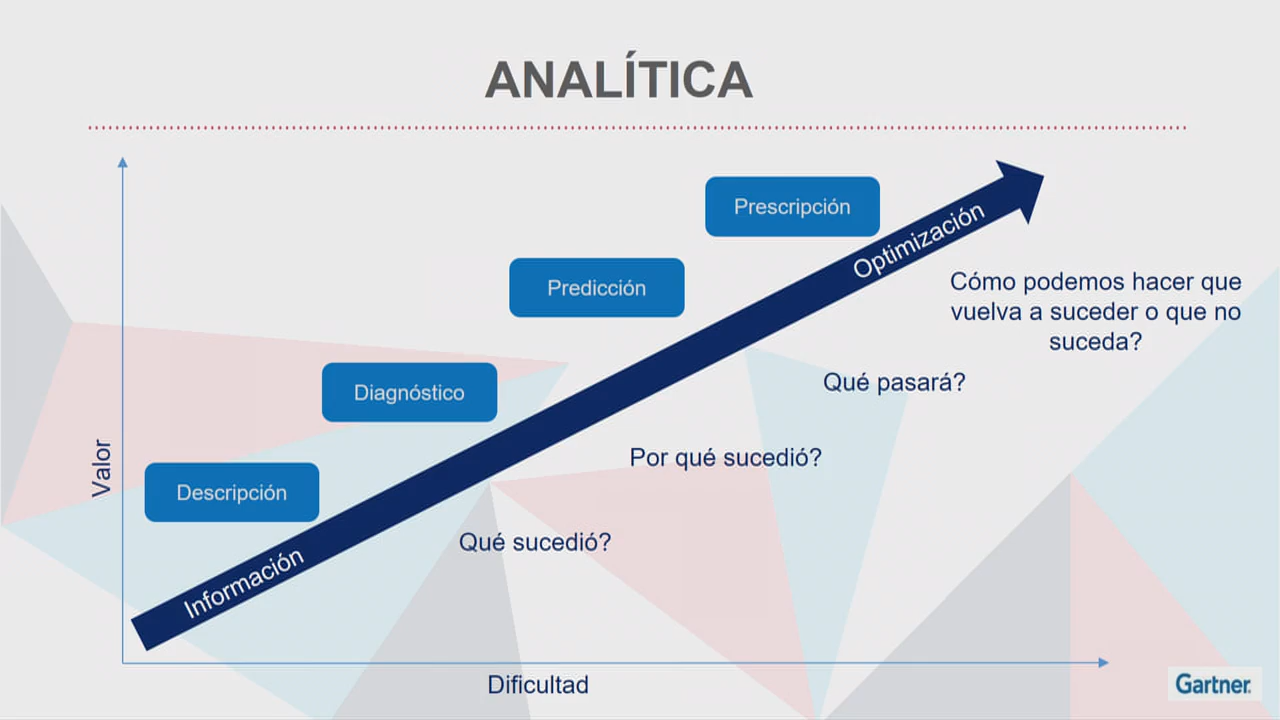 ANALÍTICA
Prescripción
Optimización
Predicción
Cómo podemos hacer que
vuelva a suceder o que no
suceda?
Diagnóstico
Qué pasará?
Valor
Por qué sucedió?
Descripción
Qué sucedió?
Información
Dificultad
Gartner